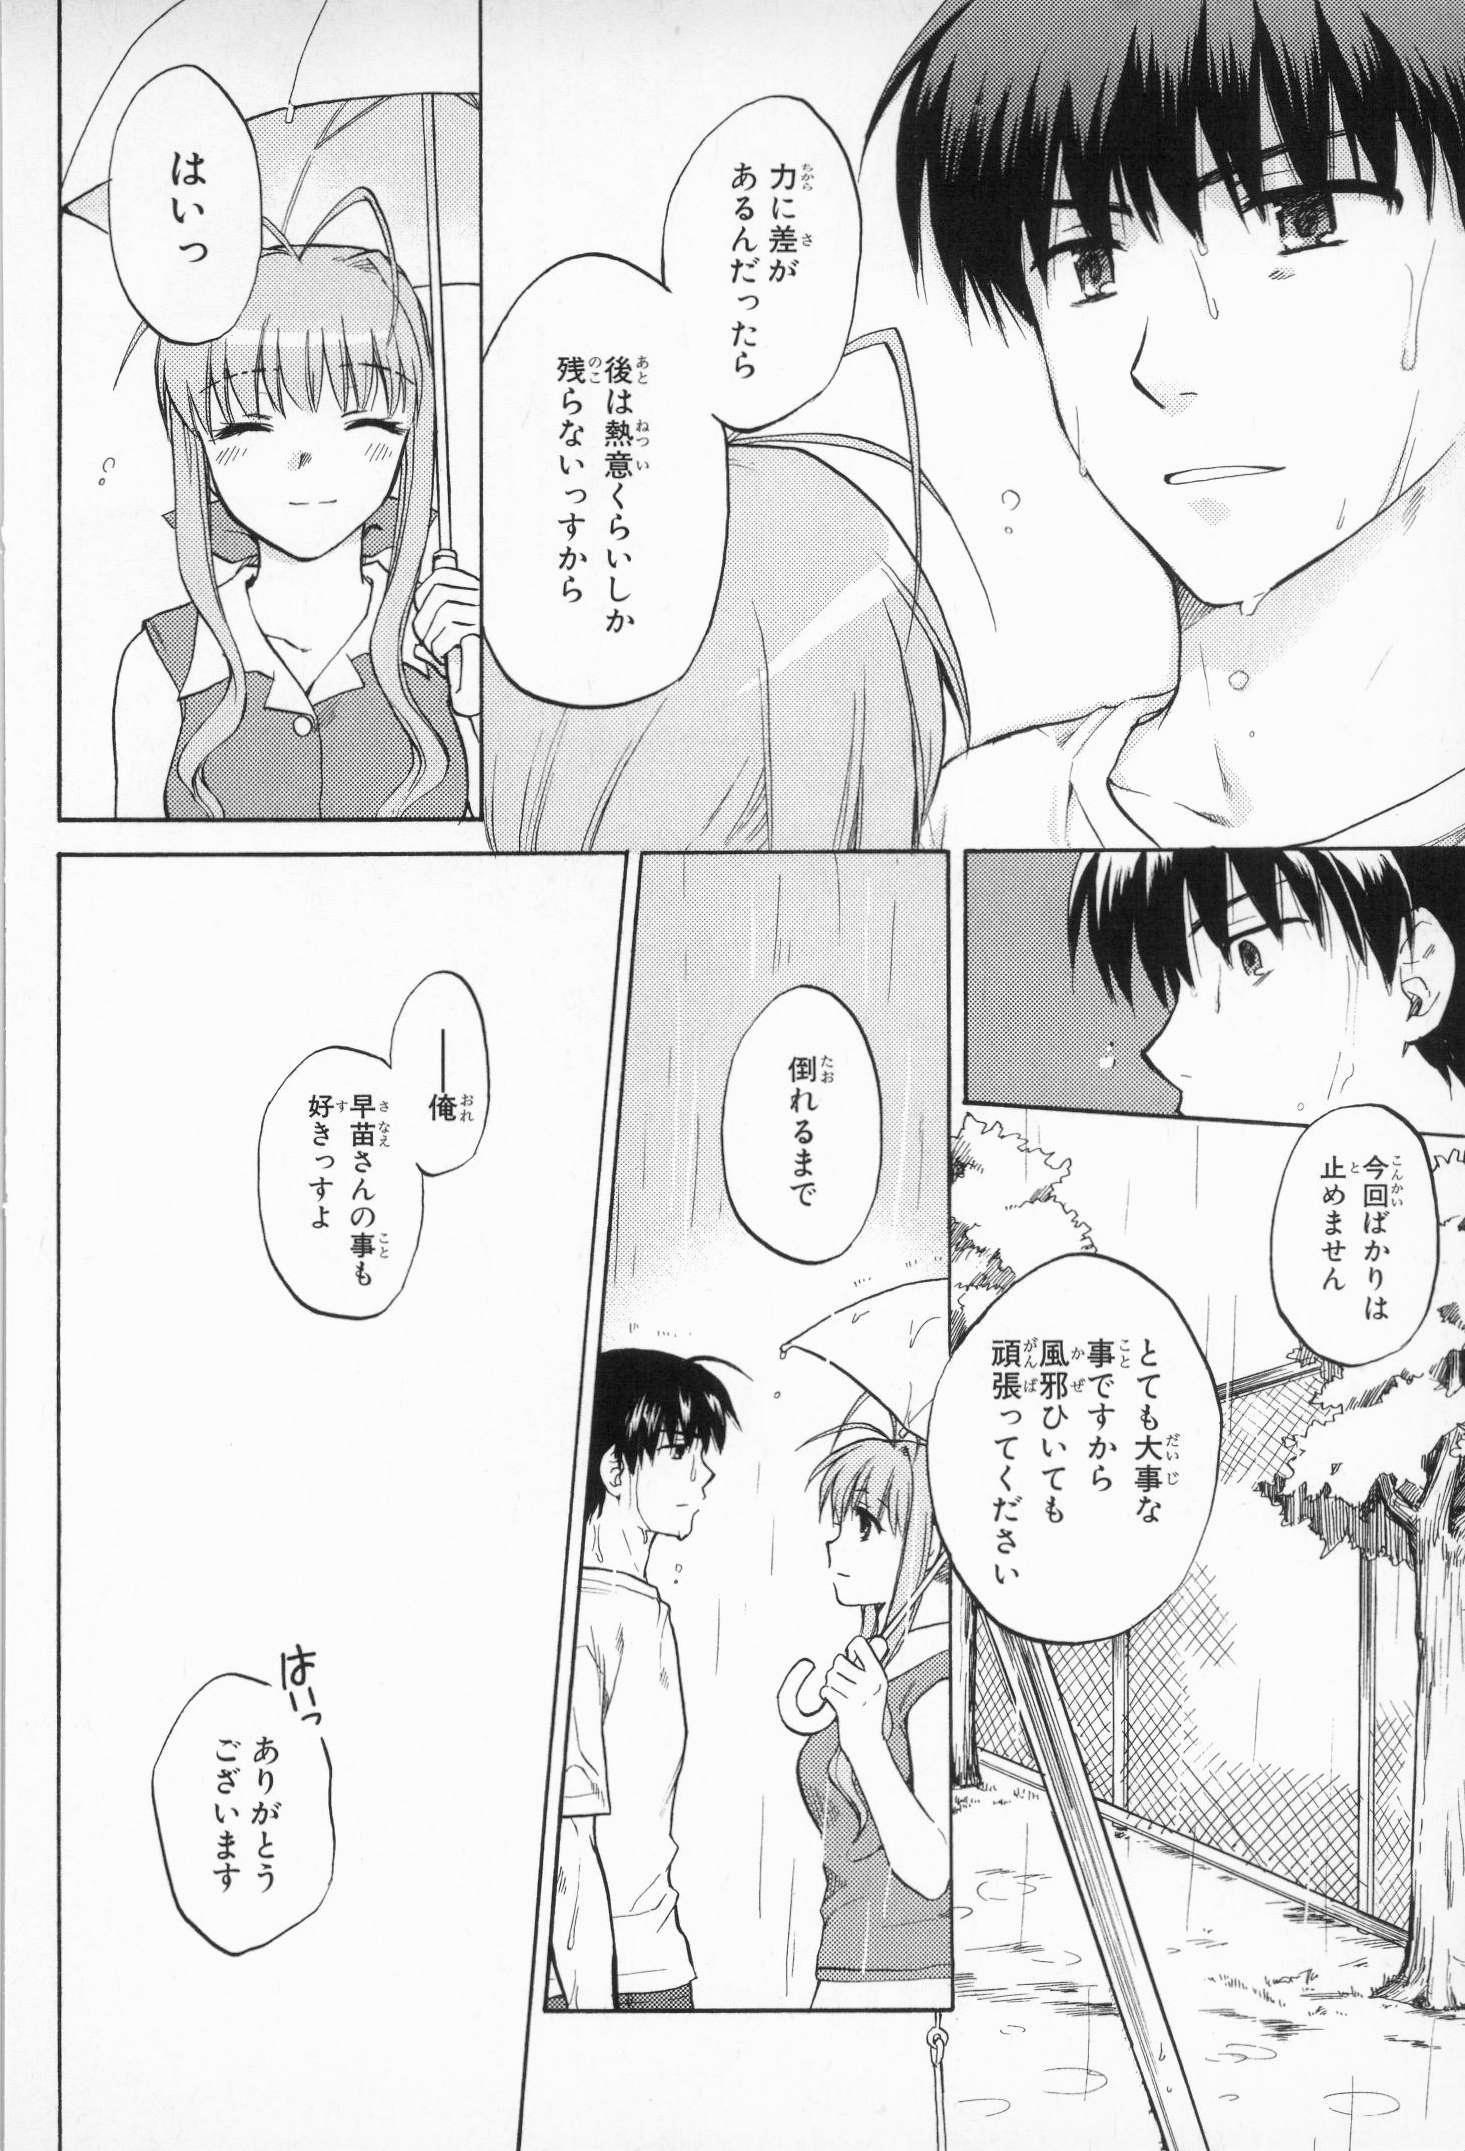 力に差が
あるんだったら
後は熱意くらいしか
残らないっすから
はいっ
今回ばかりは
止めません
とても大事な
事ですから
風邪ひいても
頑張ってください
倒れるまで
――俺
早苗さんの事も
好きっすよ
はいっ
ありがとう
ございます